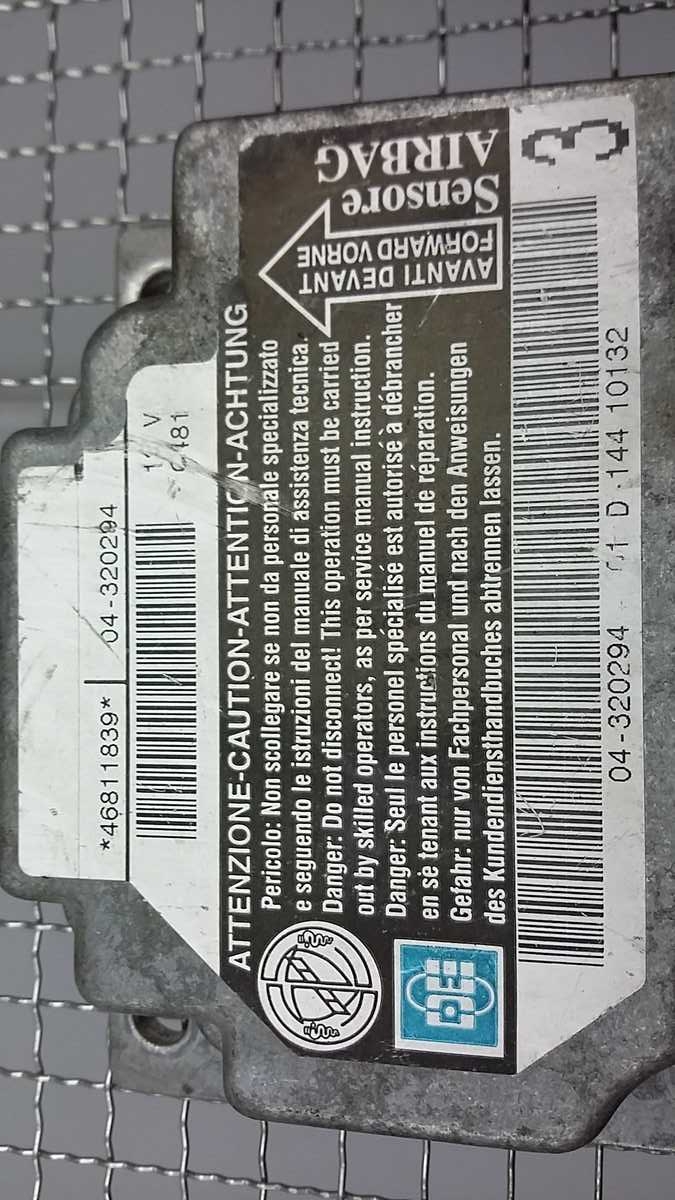 *46811839*
04-320294
V
ATTENZIONE-CAUTION-ATTENTION-ACHTUNG
Pericolo: Non scollegare se non da personale specializzato
e seguendo le istruzioni del manuale di assistenza tecnica.
Danger: Do not disconnect! This operation must be carried
out by skilled operators, as per service manual instruction.
Danger: Seul le personel spécialisé est autorisé à débrancher
en sè tenant aux instructions du manuel de réparation.
Gefahr: nur von Fachpersonal und nach den Anweisungen
des Kundendiensthandbuches abtrennen lassen.
AVANTI DEVANT
FORWARD VORNE
Sensore
AIRBAG
3
04-320294 D 144 10132